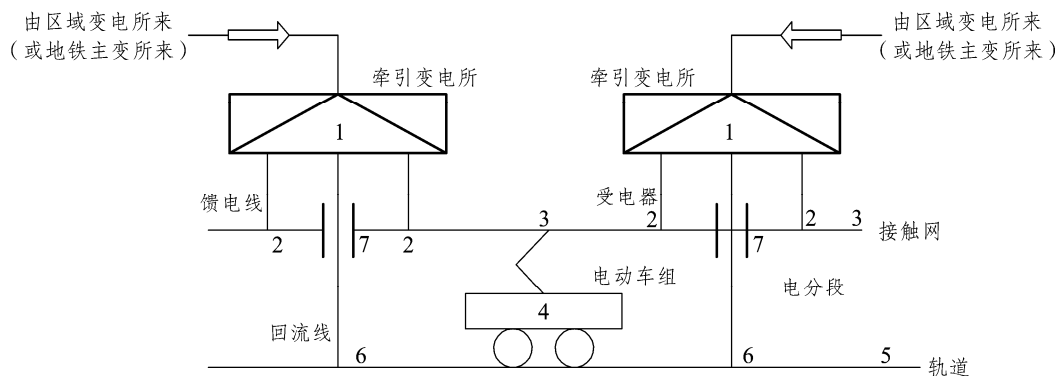 由区域变电所来
（或地铁主变所来）
由区域变电所来
（或地铁主变所来）
牵引变电所
牵引变电所
1
1
馈电线
受电器
2
7
2
3
2
7
2
3
接触网
电动车组
电分段
4
回流线
6
6
5
轨道